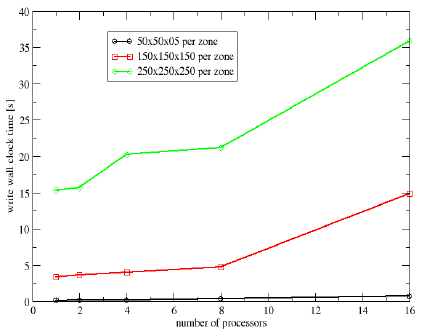 40
35
30
25
20
15
10
5
0
write wall clock time [s]
50x50x05 per zone
150x150x150 per zone
250x250x250 per zone
0 2 4 6 8 10 12 14 16
number of processors